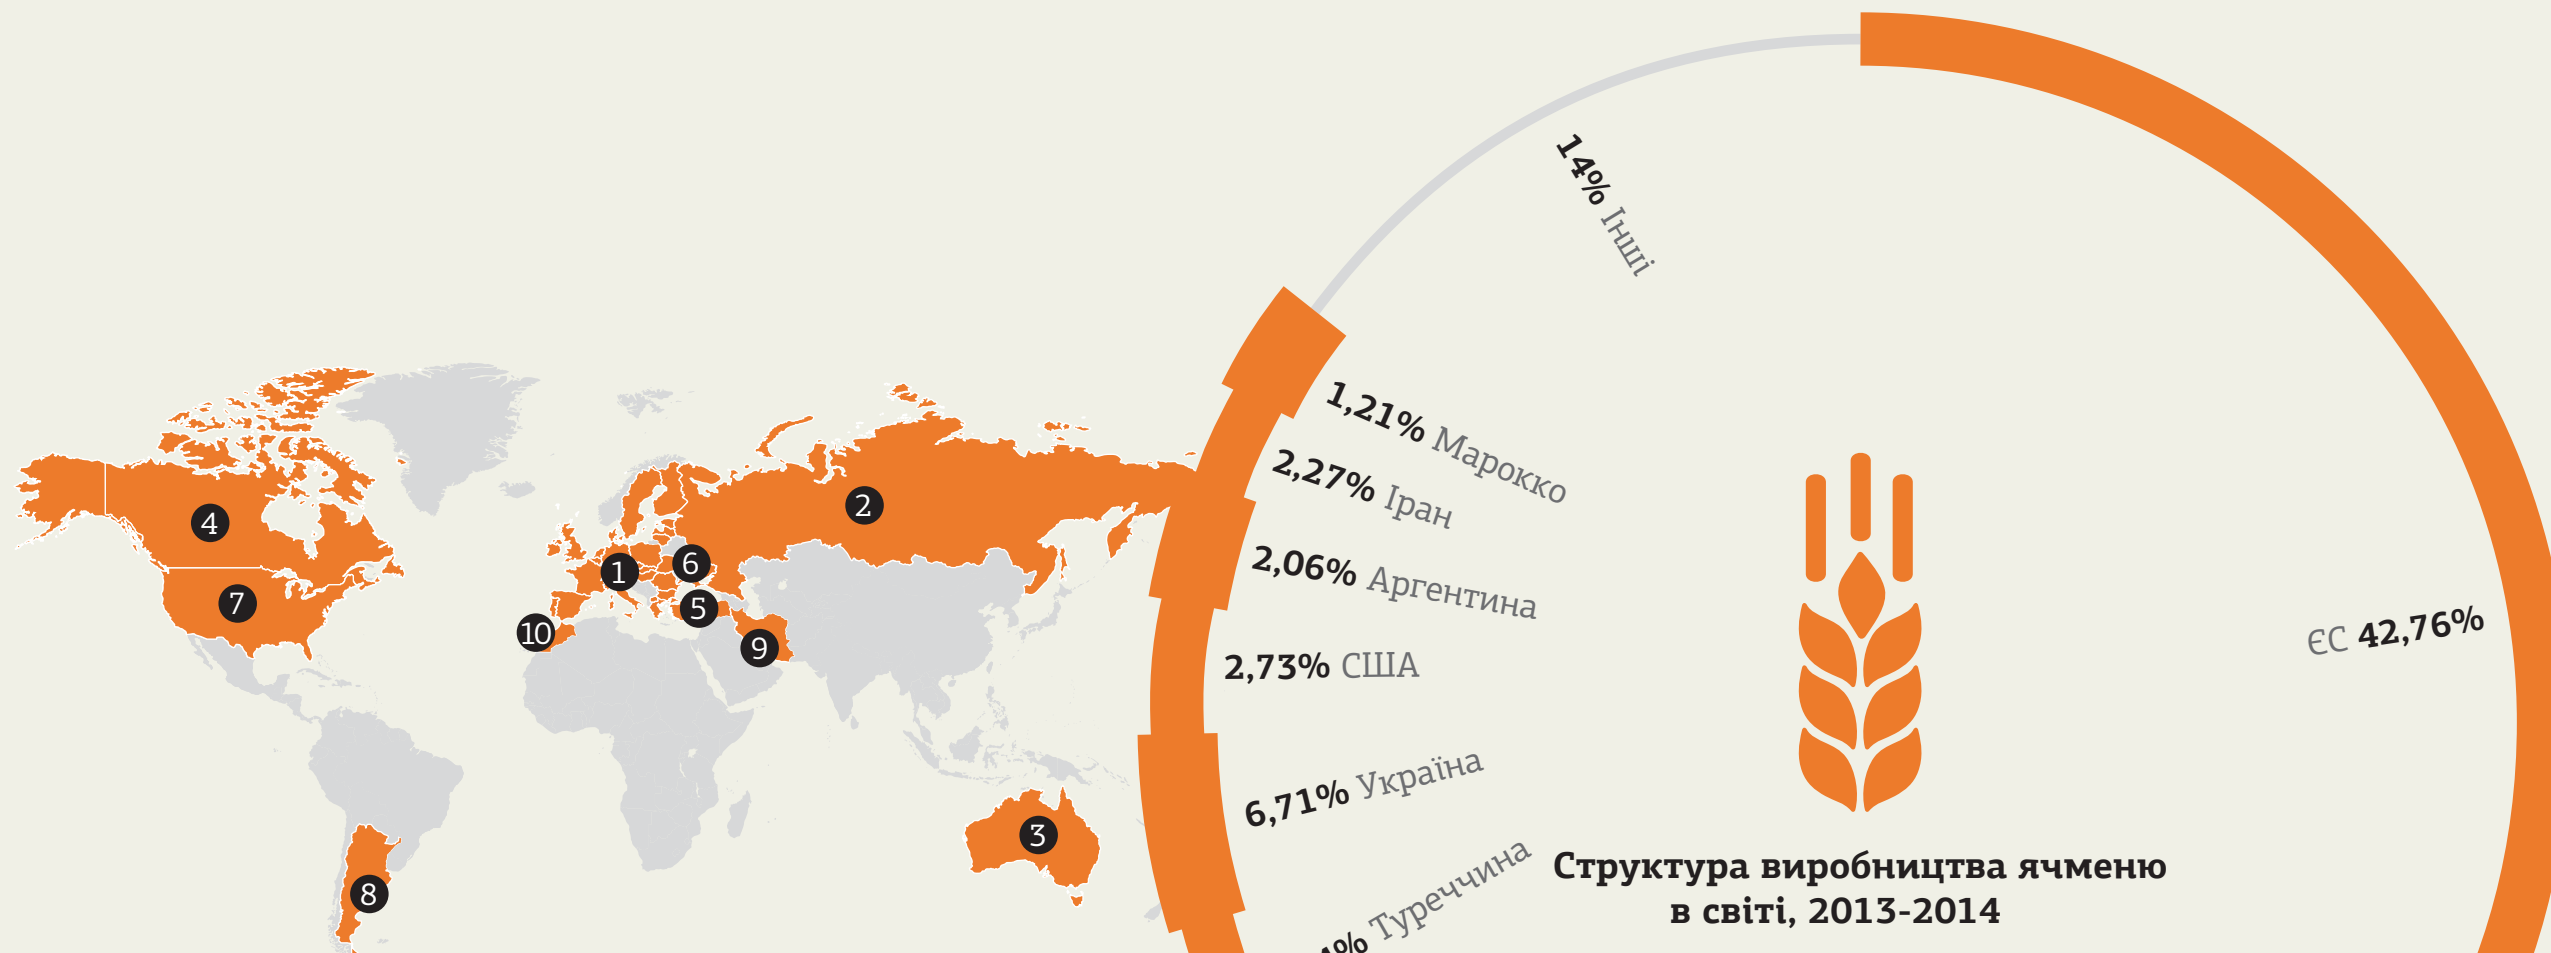 14% Інші
1,21% Марокко
2,27% Іран
2,06% Аргентина
2,73% США
6,71% Україна
Туреччина
ЄС 42,76%
Структура виробництва ячменю
в світі, 2013-2014
4
7
10
1
6
5
9
2
3
8